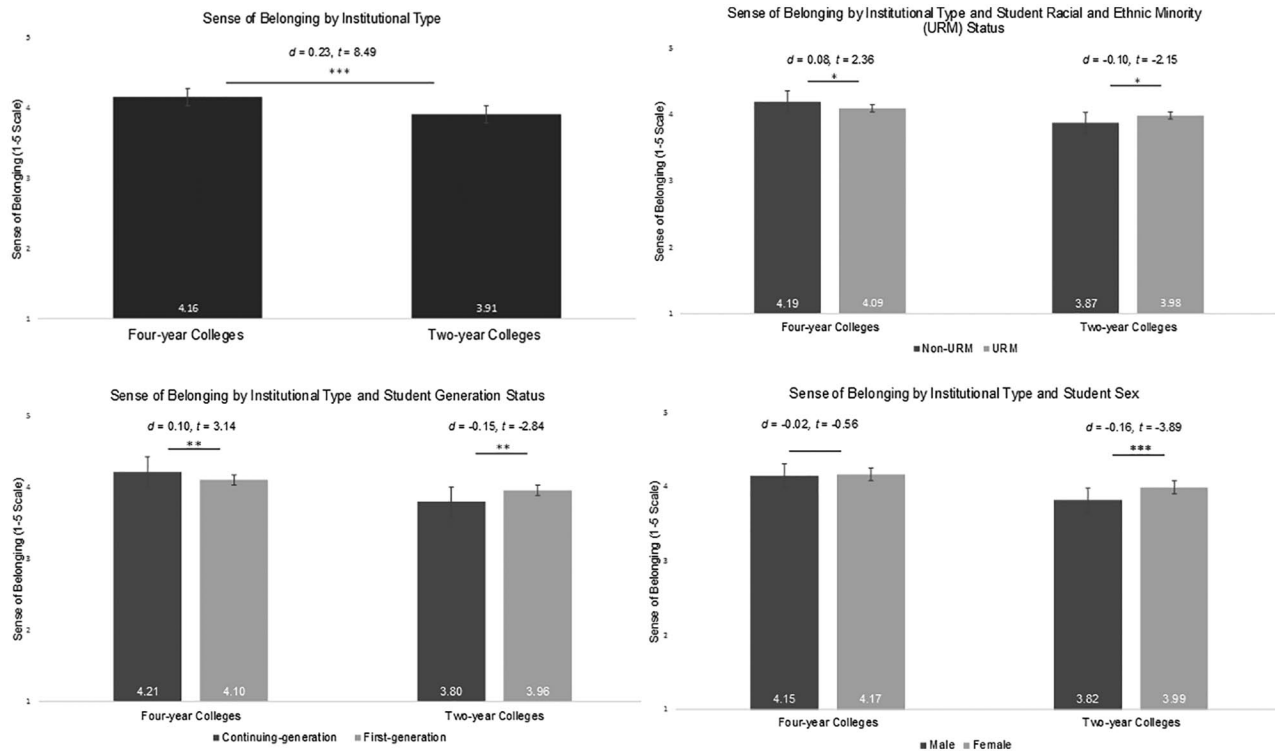 Sense of Belonging by Institutional Type
Sense of Belonging (1-5 Scale)
5
4
3
2
1
d = 0.23, t = 8.49
***
4.16
3.91
Four-year Colleges
Two-year Colleges
Sense of Belonging by Institutional Type and Student Racial and Ethnic Minority
(URM) Status
Sense of Belonging (1-5 Scale)
5
4
3
2
1
d = 0.08, t = 2.36
*
d = -0.10, t = -2.15
*
4.19
4.09
3.87
3.98
Four-year Colleges
Two-year Colleges
Non-URM
URM
Sense of Belonging by Institutional Type and Student Generation Status
Sense of Belonging (1-5 Scale)
5
4
3
2
1
d = 0.10, t = 3.14
**
d = -0.15, t = -2.84
**
4.21
4.10
3.80
3.96
Four-year Colleges
Two-year Colleges
Continuing-generation
First-generation
Sense of Belonging by Institutional Type and Student Sex
Sense of Belonging (1-5 Scale)
5
4
3
2
1
d = -0.02, t = -0.56
d = -0.16, t = -3.89
***
4.15
4.17
3.82
3.99
Four-year Colleges
Two-year Colleges
Male
Female